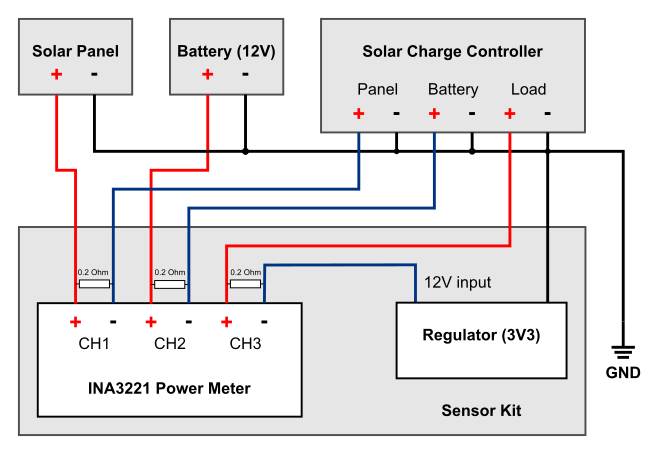 Solar Panel
+ -
Battery (12V)
+ -
Solar Charge Controller
Panel Battery Load
+ - + - + -
0.2 Ohm 0.2 Ohm 0.2 Ohm
12V input
+ - + - + -
CH1 CH2 CH3
INA3221 Power Meter
Regulator (3V3)
Sensor Kit
GND